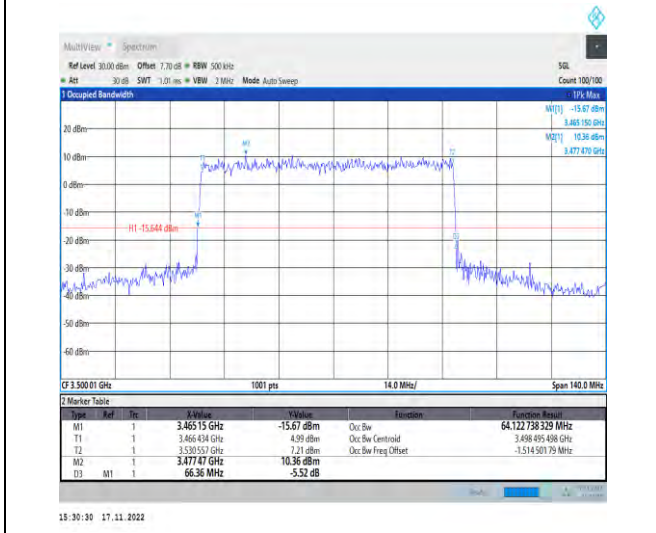 MultiView Spectrum
Ref Level 30.00 dBm Offset 7.70 dB RBW 500 kHz SGL
Att 30 dB SWT 1.01 ms VBW 2 MHz Mode Auto Sweep Count 100/100
1 Occupied Bandwidth 1Pk Max
M1[1] -15.67 dBm
3.465 150 GHz
M2[1] 10.36 dBm
3.477 470 GHz
20 dBm
M2
T2
10 dBm
0 dBm
-10 dBm
M1
H1 -15.644 dBm
-20 dBm
D3
-30 dBm
-40 dBm
-50 dBm
-60 dBm
CF 3.500 01 GHz 1001 pts 14.0 MHz/ Span 140.0 MHz
2 Marker Table
Type Ref Trc X-Value Y-Value Function Function Result
M1 1 3.465 15 GHz -15.67 dBm Occ Bw 64.122 738 329 MHz
T1 1 3.466 434 GHz 4.99 dBm Occ Bw Centroid 3.498 495 498 GHz
T2 1 3.530 557 GHz 7.21 dBm Occ Bw Freq Offset -1.514 501 79 MHz
M2 1 3.477 47 GHz 10.36 dBm
D3 M1 1 66.36 MHz -5.52 dB
15:30:30 17.11.2022